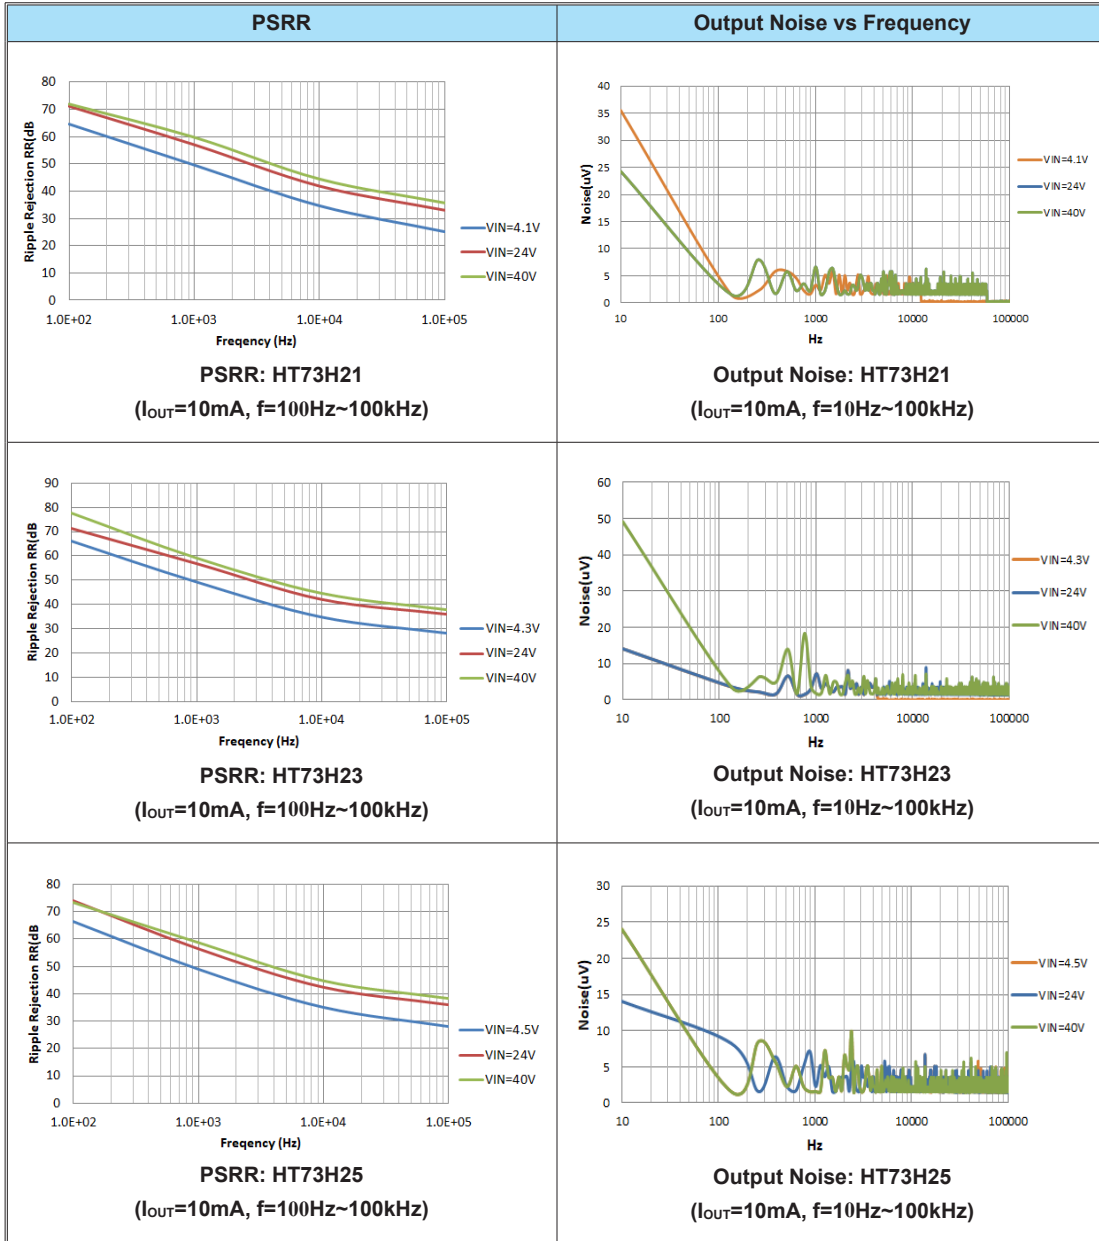 PSRR
Output Noise vs Frequency
Ripple Rejection RR(dB
80
70
60
50
40
30
20
10
0
1.0E+02 1.0E+03 1.0E+04 1.0E+05
Freqency (Hz)
VIN=4.1V
VIN=24V
VIN=40V
PSRR: HT73H21
(IOUT=10mA, f=100Hz~100kHz)
Noise(uV)
40
35
30
25
20
15
10
5
0
10 100 1000 10000 100000
Hz
VIN=4.1V
VIN=24V
VIN=40V
Output Noise: HT73H21
(IOUT=10mA, f=10Hz~100kHz)
Ripple Rejection RR(dB
90
80
70
60
50
40
30
20
10
0
1.0E+02 1.0E+03 1.0E+04 1.0E+05
Freqency (Hz)
VIN=4.3V
VIN=24V
VIN=40V
PSRR: HT73H23
(IOUT=10mA, f=100Hz~100kHz)
Noise(uV)
60
50
40
30
20
10
0
10 100 1000 10000 100000
Hz
VIN=4.3V
VIN=24V
VIN=40V
Output Noise: HT73H23
(IOUT=10mA, f=10Hz~100kHz)
Ripple Rejection RR(dB
80
70
60
50
40
30
20
10
0
1.0E+02 1.0E+03 1.0E+04 1.0E+05
Freqency (Hz)
VIN=4.5V
VIN=24V
VIN=40V
PSRR: HT73H25
(IOUT=10mA, f=100Hz~100kHz)
Noise(uV)
30
25
20
15
10
5
0
10 100 1000 10000 100000
Hz
VIN=4.5V
VIN=24V
VIN=40V
Output Noise: HT73H25
(IOUT=10mA, f=10Hz~100kHz)